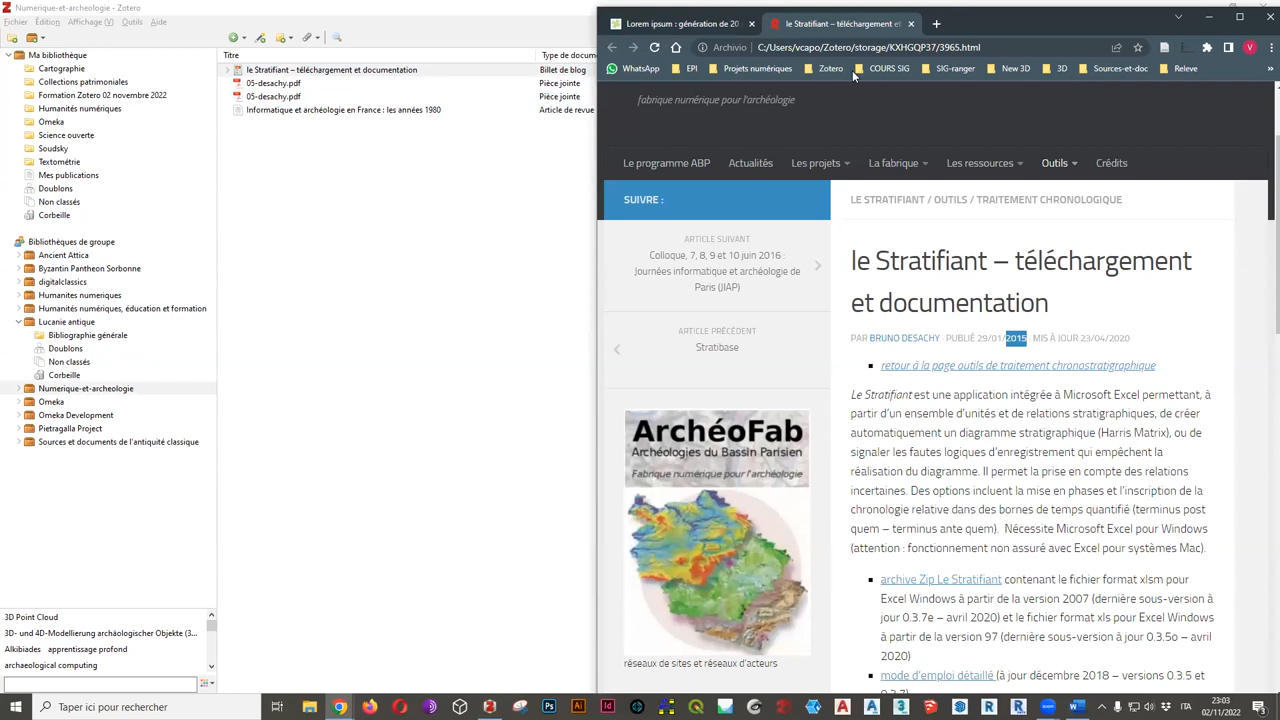 Numerique-et-archeologie - Zotero
Fichier Édition Affichage (V) Outils Aide
Ma bibliothèque
Cartographie
Collections patrimoniales
Formation Zotero 02 novembre 2022
Humanités numériques
Omeka
Science ouverte
Soudsky
Textométrie
Mes publications
Doublons
Non classés
Corbeille
Bibliothèques de groupe
Ancient Attica
Byzantin Pantheon Sorbonne
digitalclassics
Humanites numeriques
Humanités numériques, éducation et formation
Lucanie antique
Bibliographie générale
Doublons
Non classés
Corbeille
Numerique-et-archeologie
Omeka
Omeka Development
Pietragalla Project
Sources et documents de l'antiquité classique
3D Point Cloud
3D- und 4D-Modellierung archäologischer Objekte (3...
Alkibiades apprentissage profond
archaeological computing
Titre Type de docume
le Stratifiant – téléchargement et documentation Billet de blog
05-desachy.pdf Pièce jointe
05-desachy.pdf Pièce jointe
Informatique et archéologie en France : les années 1980 Article de revue
Lorem ipsum : génération de 20
le Stratifiant – téléchargement et
Archivio C:/Users/vcapo/Zotero/storage/KXHGQP37/3965.html
V
WhatsApp EPI Projets numériques Zotero COURS SIG SIG-ranger New 3D 3D Sources-et-doc Releve
fabrique numérique pour l'archéologie
Le programme ABP Actualités Les projets La fabrique Les ressources Outils Crédits
SUIVRE :
ARTICLE SUIVANT
Colloque, 7, 8, 9 et 10 juin 2016 :
Journées informatique et archéologie de
Paris (JIAP)
ARTICLE PRÉCÉDENT
Stratibase
ArchéoFab
Archéologies du Bassin Parisien
Fabrique numérique pour l'archéologie
réseaux de sites et réseaux d'acteurs
LE STRATIFIANT / OUTILS / TRAITEMENT CHRONOLOGIQUE
le Stratifiant – téléchargement
et documentation
PAR BRUNO DESACHY · PUBLIÉ 29/01/2015 · MIS À JOUR 23/04/2020
retour à la page outils de traitement chronostratigraphique
Le Stratifiant est une application intégrée à Microsoft Excel permettant, à
partir d'un ensemble d'unités et de relations stratigraphiques, de créer
automatiquement un diagramme stratigraphique (Harris Matrix), ou de
signaler les fautes logiques d'enregistrement qui empêchent la
réalisation du diagramme. Il permet la prise en compte des relations
incertaines. Des options incluent la mise en phases et l'inscription de la
chronologie relative dans des bornes de temps quantifié (terminus post
quem – terminus ante quem). Nécessite Microsoft Excel pour Windows
(attention : fonctionnement non assuré avec Excel pour systèmes Mac).
archive Zip Le Stratifiant contenant le fichier format xlsm pour
Excel Windows à partir de la version 2007 (dernière sous-version à
jour 0.3.7e – avril 2020) et le fichier format xls pour Excel Windows
à partir de la version 97 (dernière sous-version à jour 0.3.5o – avril
2020)
mode d'emploi détaillé (à jour décembre 2018 – versions 0.3.5 et
0.3.7)
Taper ici pour rechercher
ITA
23:03
02/11/2022